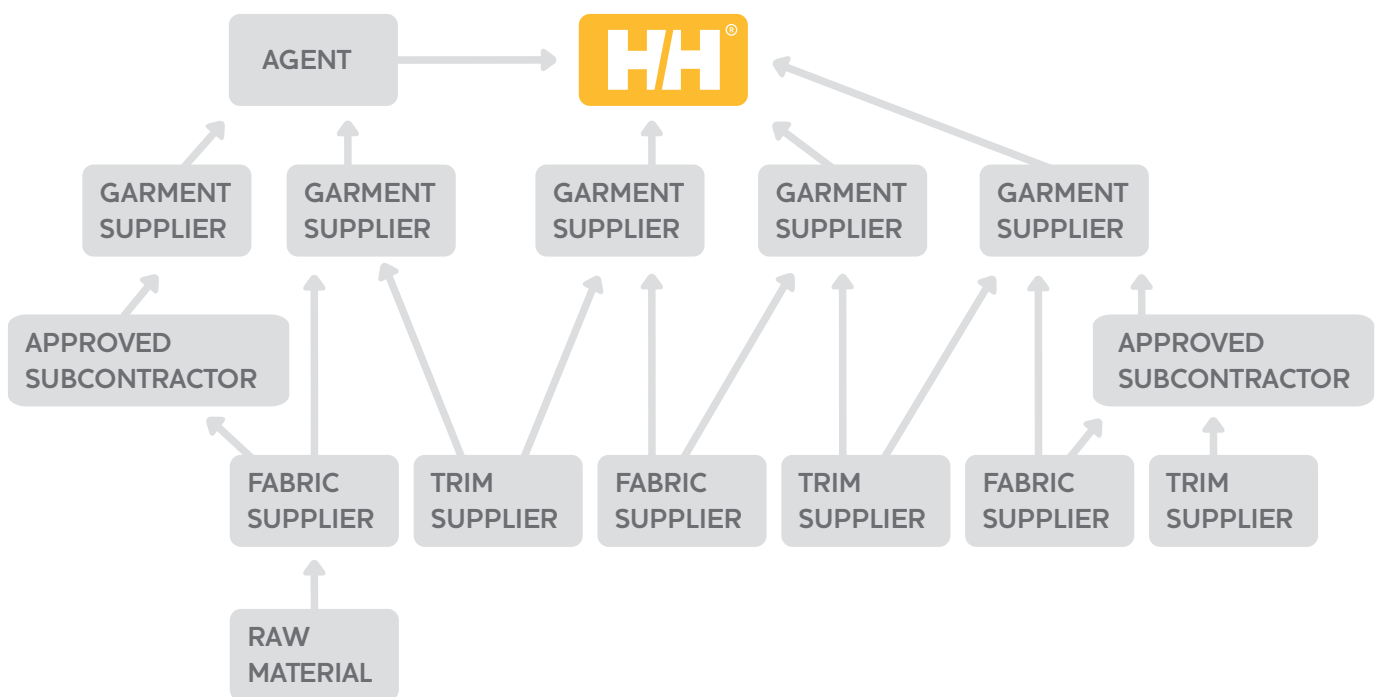 AGENT
H/H®
GARMENT
SUPPLIER
GARMENT
SUPPLIER
GARMENT
SUPPLIER
GARMENT
SUPPLIER
GARMENT
SUPPLIER
APPROVED
SUBCONTRACTOR
APPROVED
SUBCONTRACTOR
FABRIC
SUPPLIER
TRIM
SUPPLIER
FABRIC
SUPPLIER
TRIM
SUPPLIER
FABRIC
SUPPLIER
TRIM
SUPPLIER
RAW
MATERIAL